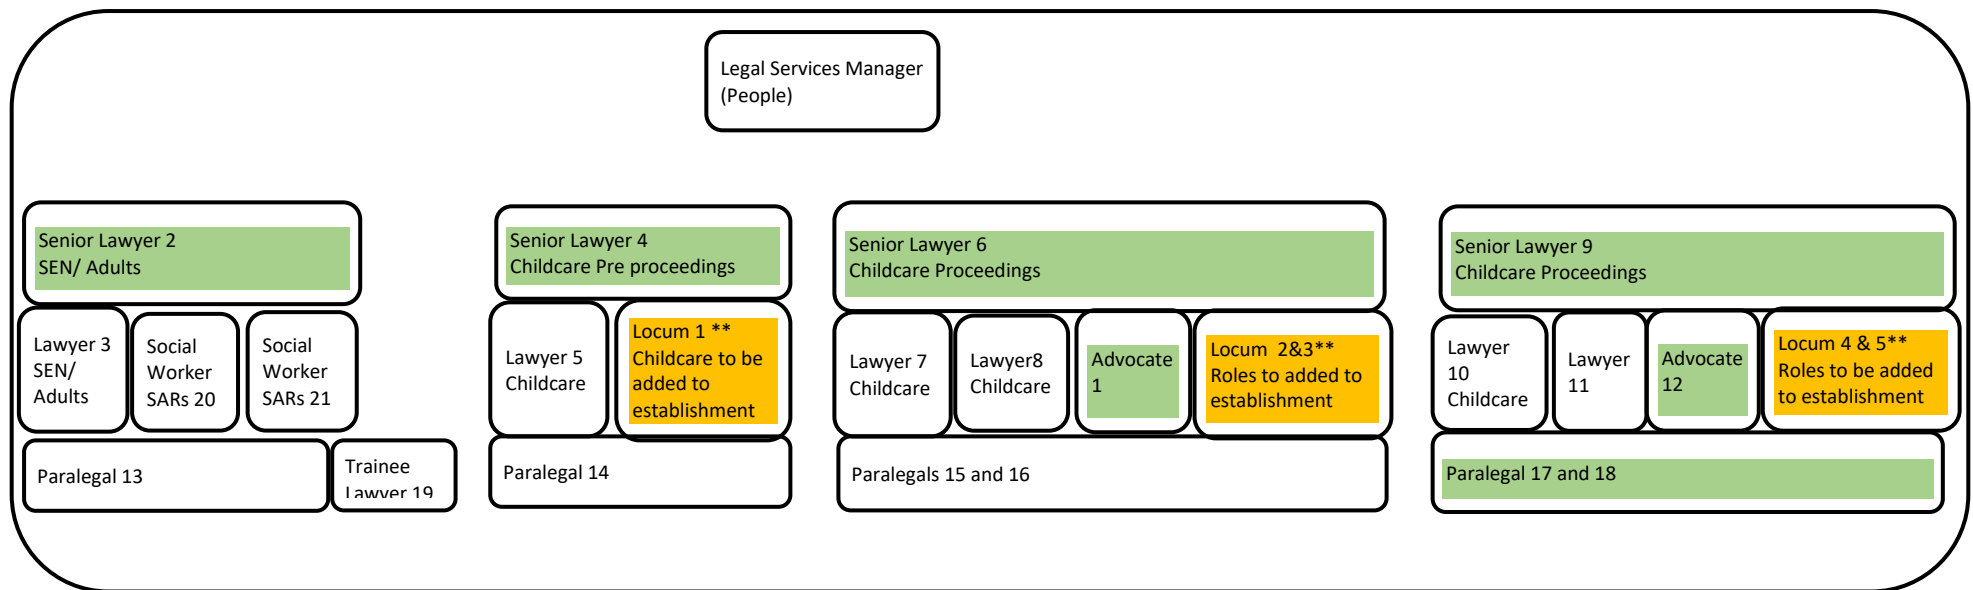 Legal Services Manager
(People)
Senior Lawyer 2
SEN/ Adults
Senior Lawyer 4
Childcare Pre proceedings
Senior Lawyer 6
Childcare Proceedings
Senior Lawyer 9
Childcare Proceedings
Lawyer 3
SEN/
Adults
Social
Worker
SARs 20
Social
Worker
SARs 21
Lawyer 5
Childcare
Locum 1 **
Childcare to be
added to
establishment
Lawyer 7
Childcare
Lawyer8
Childcare
Advocate
1
Locum 2&3**
Roles to added to
establishment
Lawyer
10
Childcare
Lawyer
11
Advocate
12
Locum 4 & 5**
Roles to be added
to establishment
Paralegal 13
Trainee
Lawyer 19
Paralegal 14
Paralegals 15 and 16
Paralegal 17 and 18